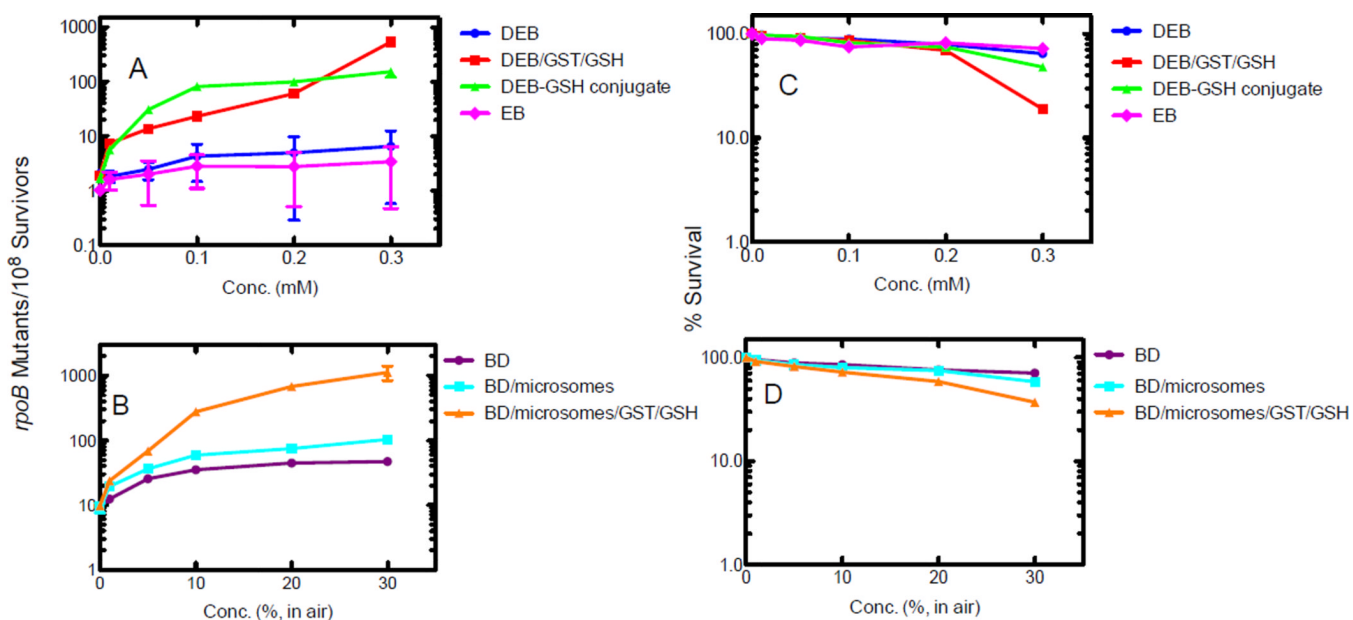 rpoB Mutants/10⁸ Survivors
1000
100
10
1
0.1
A
0.0
0.1
0.2
0.3
Conc. (mM)
DEB
DEB/GST/GSH
DEB-GSH conjugate
EB
1000
100
10
1
B
0
10
20
30
Conc. (%, in air)
BD
BD/microsomes
BD/microsomes/GST/GSH
% Survival
100.0
10.0
1.0
C
0.0
0.1
0.2
0.3
Conc. (mM)
DEB
DEB/GST/GSH
DEB-GSH conjugate
EB
100.0
10.0
1.0
D
0
10
20
30
Conc. (%, in air)
BD
BD/microsomes
BD/microsomes/GST/GSH